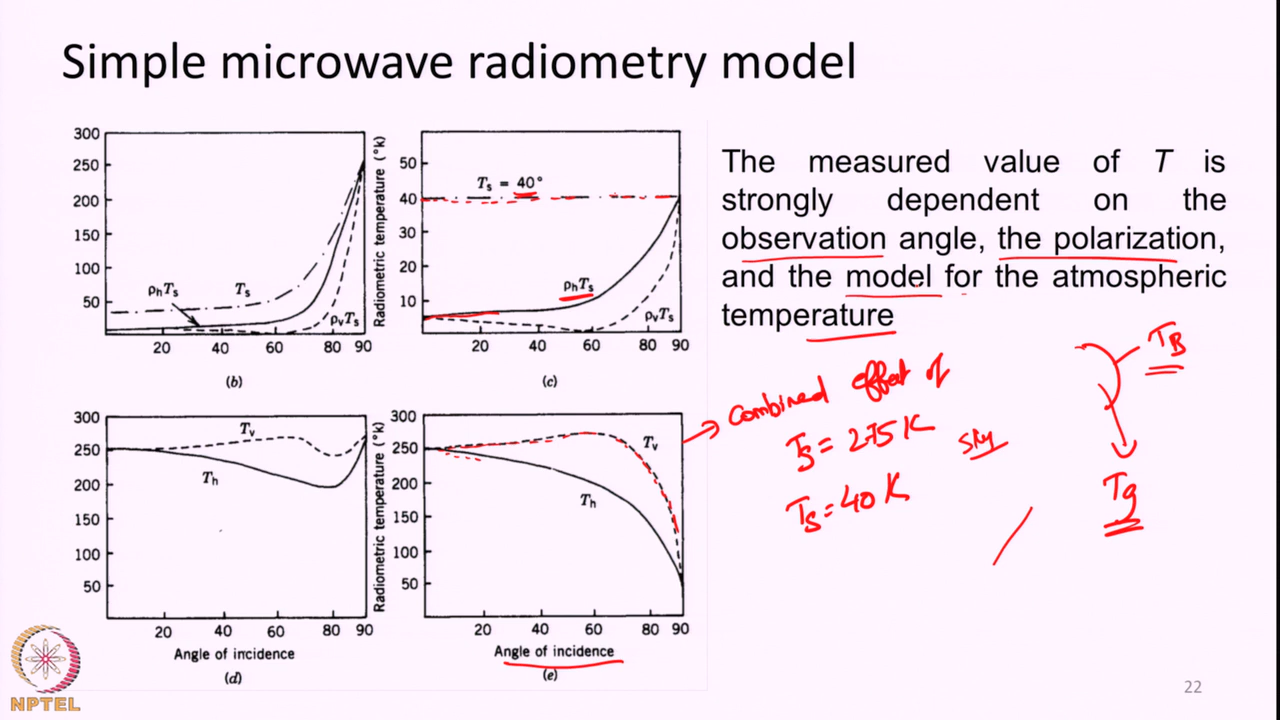 Simple microwave radiometry model
300
250
200
150
100
50
ρhTs
Ts
ρvTs
20 40 60 80 90
(b)
Radiometric temperature (°k)
50
40
30
20
10
Ts = 40°
ρhTs
ρvTs
20 40 60 80 90
(c)
300
250
200
150
100
50
Tv
Th
20 40 60 80 90
Angle of incidence
(d)
Radiometric temperature (°k)
300
250
200
150
100
50
Tv
Th
20 40 60 80 90
Angle of incidence
(e)
The measured value of T is
strongly dependent on the
observation angle, the polarization,
and the model for the atmospheric
temperature
Combined effect of
Tg = 275 K
sky
Ts = 40 K
TB
Tg
NPTEL
22